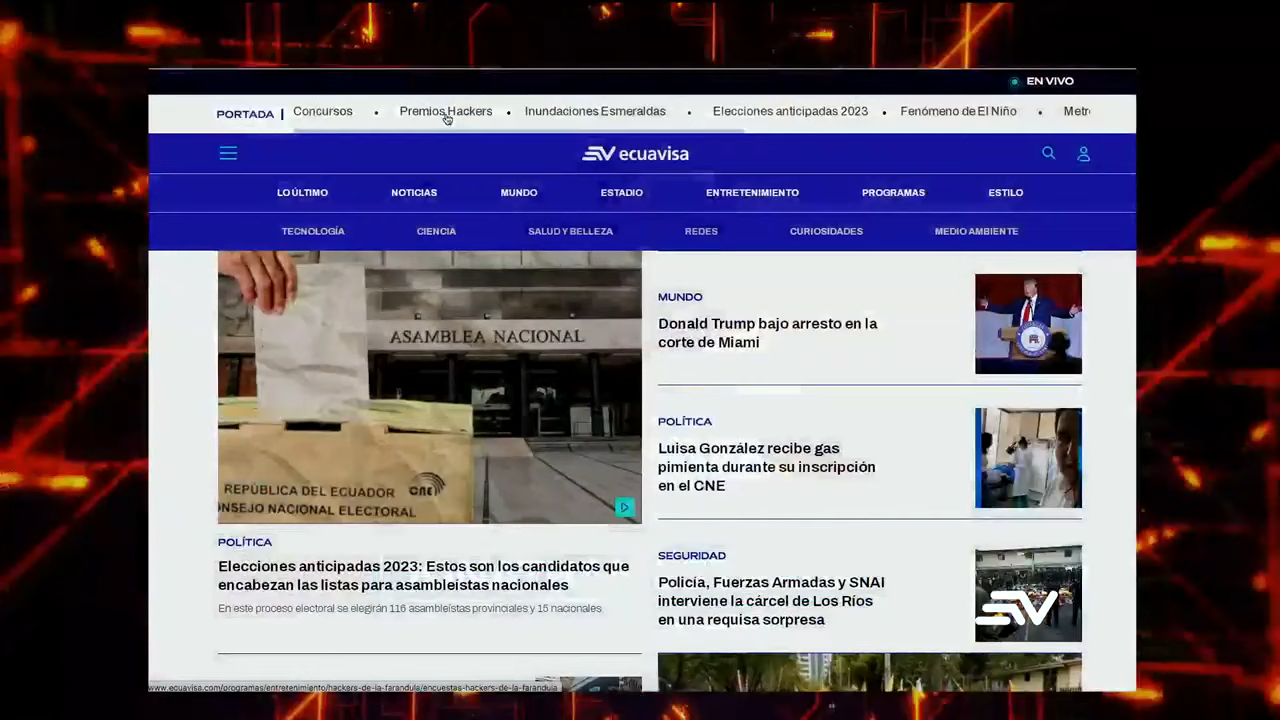 EN VIVO
PORTADA | Concursos • Premios Hackers • Inundaciones Esmeraldas • Elecciones anticipadas 2023 • Fenómeno de El Niño • Metr
ecuavisa
LO ÚLTIMO NOTICIAS MUNDO ESTADIO ENTRETENIMIENTO PROGRAMAS ESTILO
TECNOLOGÍA CIENCIA SALUD Y BELLEZA REDES CURIOSIDADES MEDIO AMBIENTE
ASAMBLEA NACIONAL
REPÚBLICA DEL ECUADOR CNE
ONSEJO NACIONAL ELECTORAL
POLÍTICA
Elecciones anticipadas 2023: Estos son los candidatos que
encabezan las listas para asambleístas nacionales
En este proceso electoral se elegirán 116 asambleístas provinciales y 15 nacionales.
MUNDO
Donald Trump bajo arresto en la
corte de Miami
POLÍTICA
Luisa González recibe gas
pimienta durante su inscripción
en el CNE
SEGURIDAD
Policía, Fuerzas Armadas y SNAI
interviene la cárcel de Los Ríos
en una requisa sorpresa
www.ecuavisa.com/programas/entretenimiento/hackers-de-la-farandula/encuestas-hackers-de-la-farandula